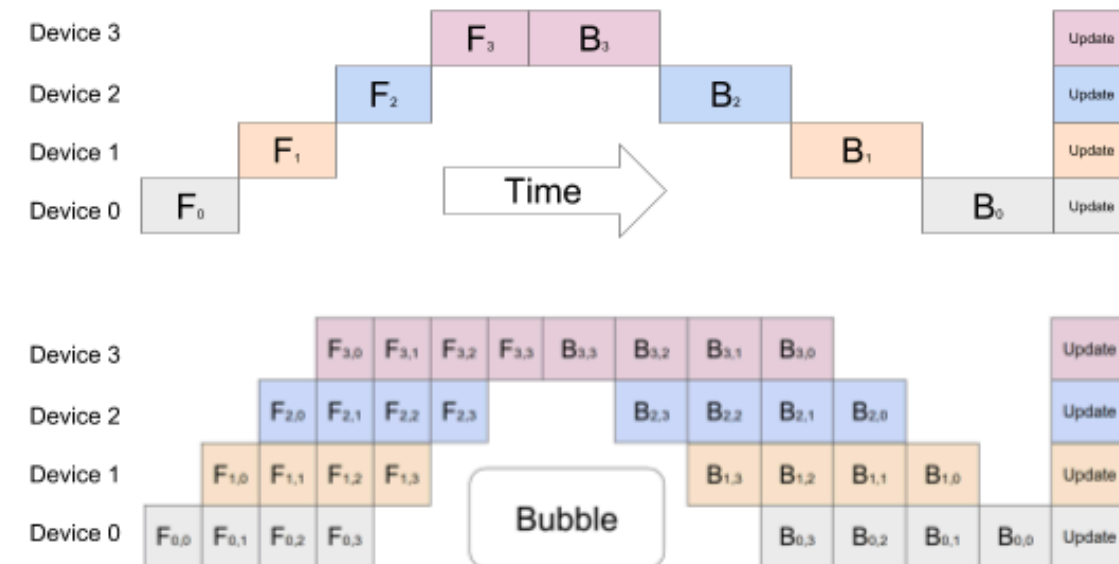 Device 3 F₃ B₃ Update
Device 2 F₂ B₂ Update
Device 1 F₁ B₁ Update
Time
Device 0 F₀ B₀ Update
Device 3 F₃,₀ F₃,₁ F₃,₂ F₃,₃ B₃,₃ B₃,₂ B₃,₁ B₃,₀ Update
Device 2 F₂,₀ F₂,₁ F₂,₂ F₂,₃ B₂,₃ B₂,₂ B₂,₁ B₂,₀ Update
Device 1 F₁,₀ F₁,₁ F₁,₂ F₁,₃ B₁,₃ B₁,₂ B₁,₁ B₁,₀ Update
Bubble
Device 0 F₀,₀ F₀,₁ F₀,₂ F₀,₃ B₀,₃ B₀,₂ B₀,₁ B₀,₀ Update